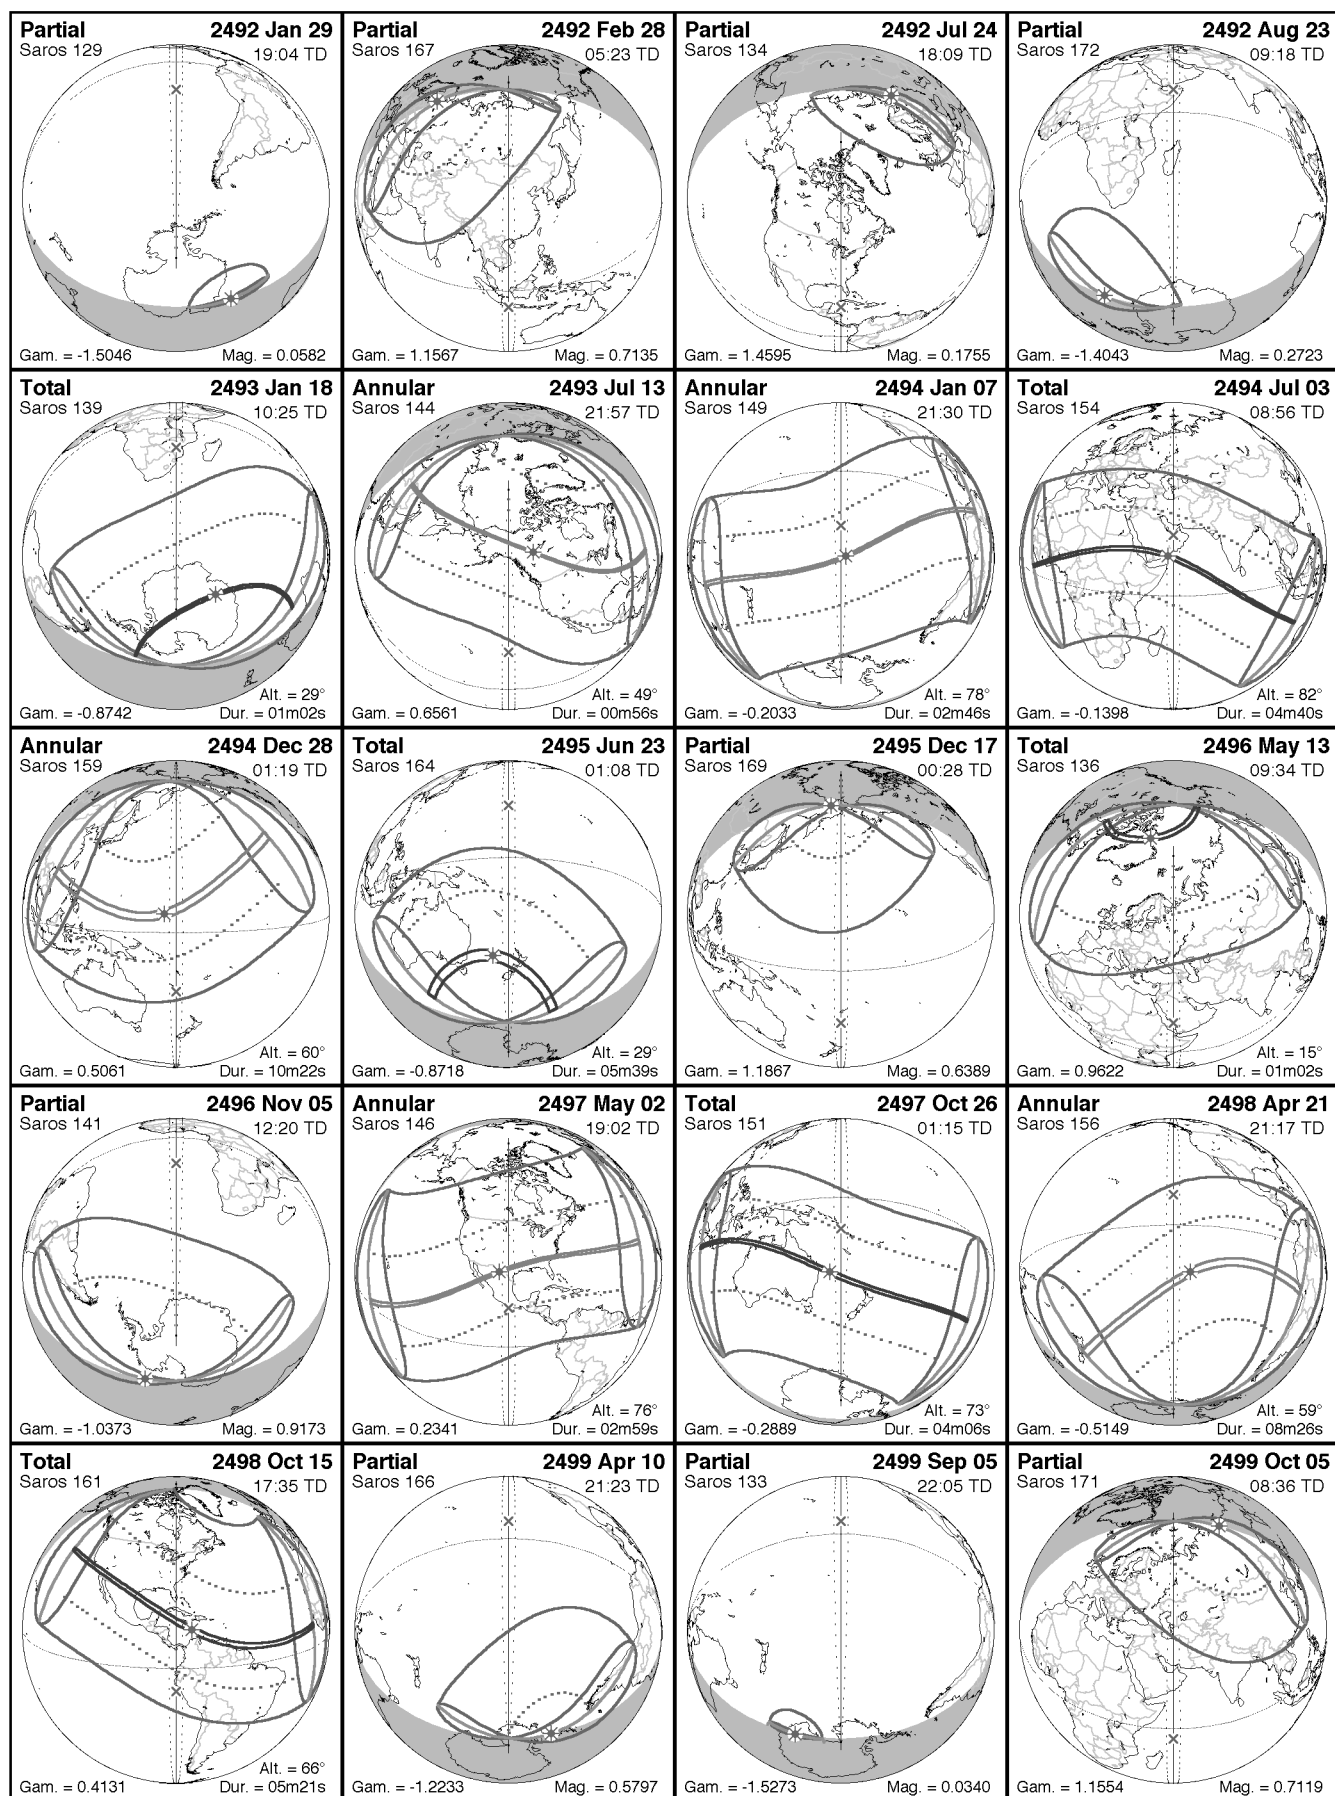 Partial 2492 Jan 29
Saros 129 19:04 TD
Gam. = -1.5046 Mag. = 0.0582
Partial 2492 Feb 28
Saros 167 05:23 TD
Gam. = 1.1567 Mag. = 0.7135
Partial 2492 Jul 24
Saros 134 18:09 TD
Gam. = 1.4595 Mag. = 0.1755
Partial 2492 Aug 23
Saros 172 09:18 TD
Gam. = -1.4043 Mag. = 0.2723
Total 2493 Jan 18
Saros 139 10:25 TD
Alt. = 29°
Gam. = -0.8742 Dur. = 01m02s
Annular 2493 Jul 13
Saros 144 21:57 TD
Alt. = 49°
Gam. = 0.6561 Dur. = 00m56s
Annular 2494 Jan 07
Saros 149 21:30 TD
Alt. = 78°
Gam. = -0.2033 Dur. = 02m46s
Total 2494 Jul 03
Saros 154 08:56 TD
Alt. = 82°
Gam. = -0.1398 Dur. = 04m40s
Annular 2494 Dec 28
Saros 159 01:19 TD
Alt. = 60°
Gam. = 0.5061 Dur. = 10m22s
Total 2495 Jun 23
Saros 164 01:08 TD
Alt. = 29°
Gam. = -0.8718 Dur. = 05m39s
Partial 2495 Dec 17
Saros 169 00:28 TD
Gam. = 1.1867 Mag. = 0.6389
Total 2496 May 13
Saros 136 09:34 TD
Alt. = 15°
Gam. = 0.9622 Dur. = 01m02s
Partial 2496 Nov 05
Saros 141 12:20 TD
Gam. = -1.0373 Mag. = 0.9173
Annular 2497 May 02
Saros 146 19:02 TD
Alt. = 76°
Gam. = 0.2341 Dur. = 02m59s
Total 2497 Oct 26
Saros 151 01:15 TD
Alt. = 73°
Gam. = -0.2889 Dur. = 04m06s
Annular 2498 Apr 21
Saros 156 21:17 TD
Alt. = 59°
Gam. = -0.5149 Dur. = 08m26s
Total 2498 Oct 15
Saros 161 17:35 TD
Alt. = 66°
Gam. = 0.4131 Dur. = 05m21s
Partial 2499 Apr 10
Saros 166 21:23 TD
Gam. = -1.2233 Mag. = 0.5797
Partial 2499 Sep 05
Saros 133 22:05 TD
Gam. = -1.5273 Mag. = 0.0340
Partial 2499 Oct 05
Saros 171 08:36 TD
Gam. = 1.1554 Mag. = 0.7119